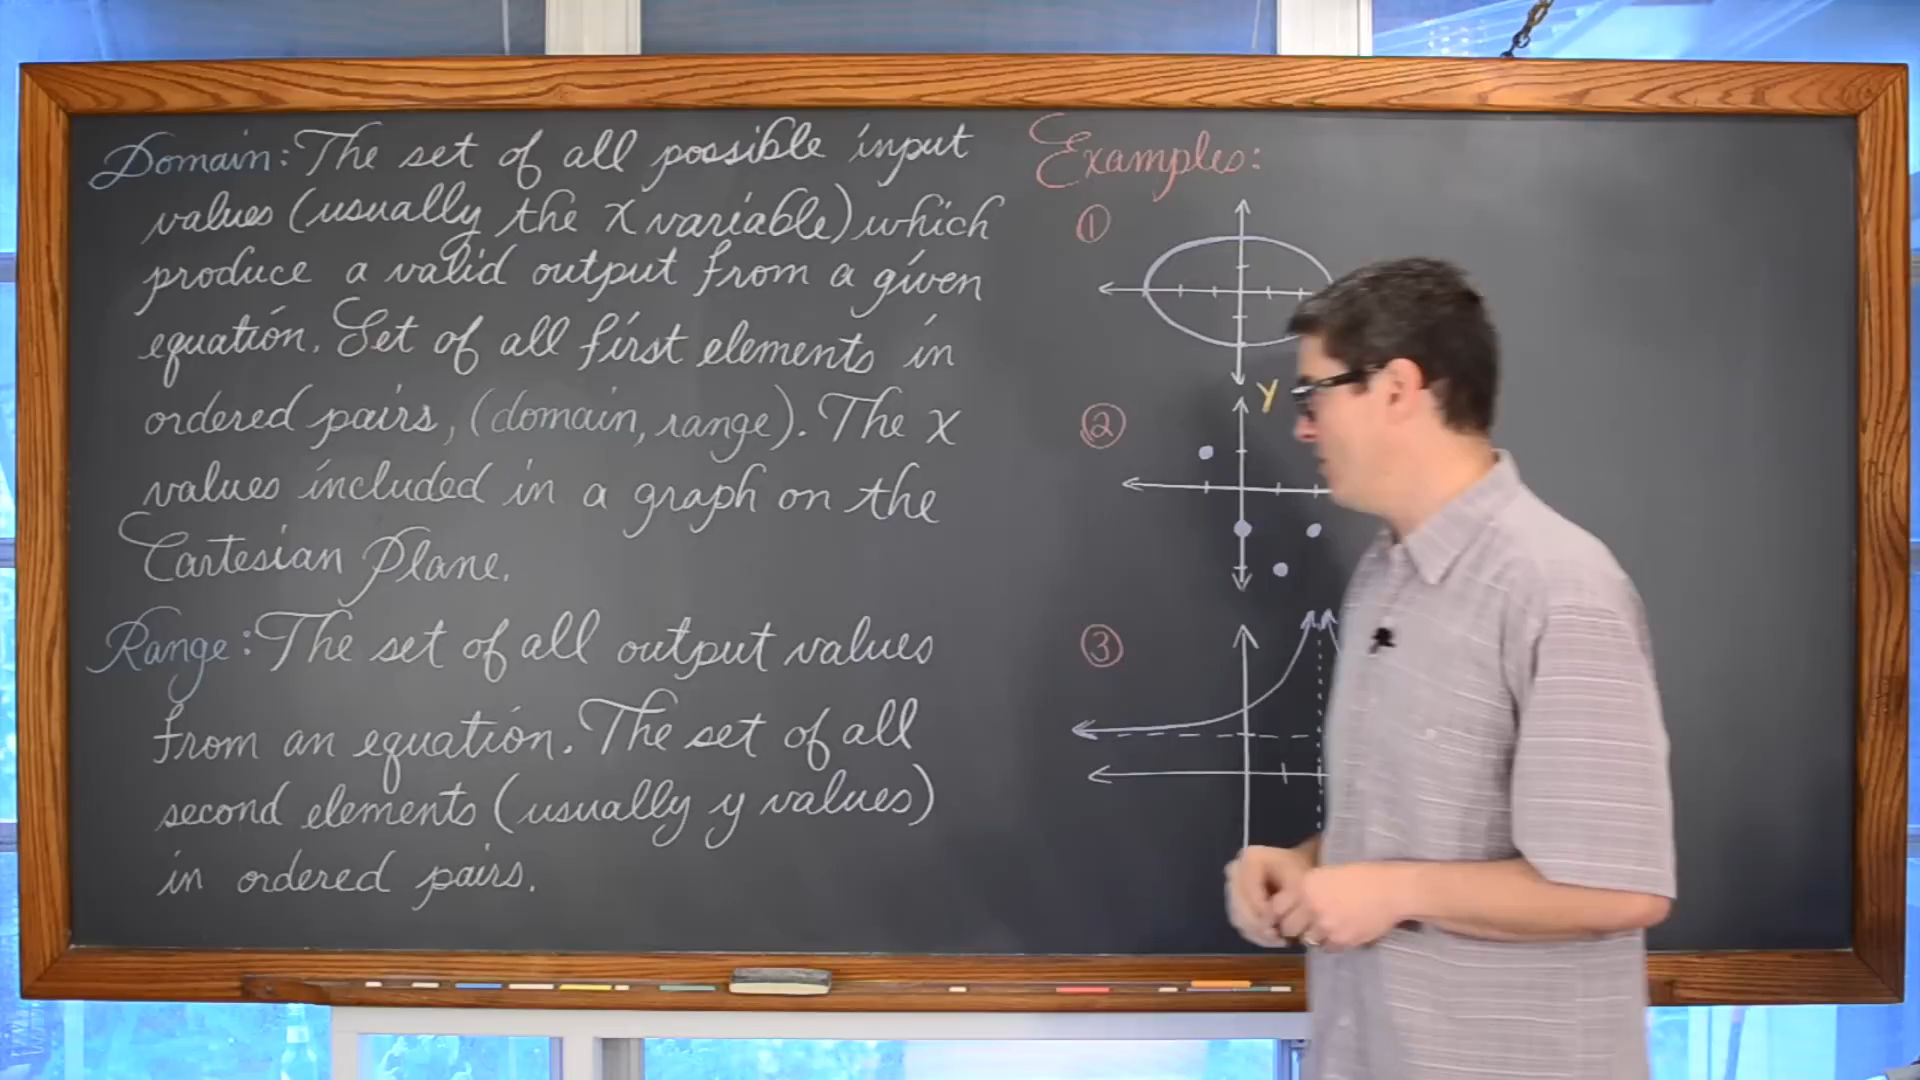 Domain: The set of all possible input
values (usually the x variable) which
produce a valid output from a given
equation. Set of all first elements in
ordered pairs, (domain, range). The x
values included in a graph on the
Cartesian Plane.
Range: The set of all output values
from an equation. The set of all
second elements (usually y values)
in ordered pairs.
Examples:
1
Y
2
3